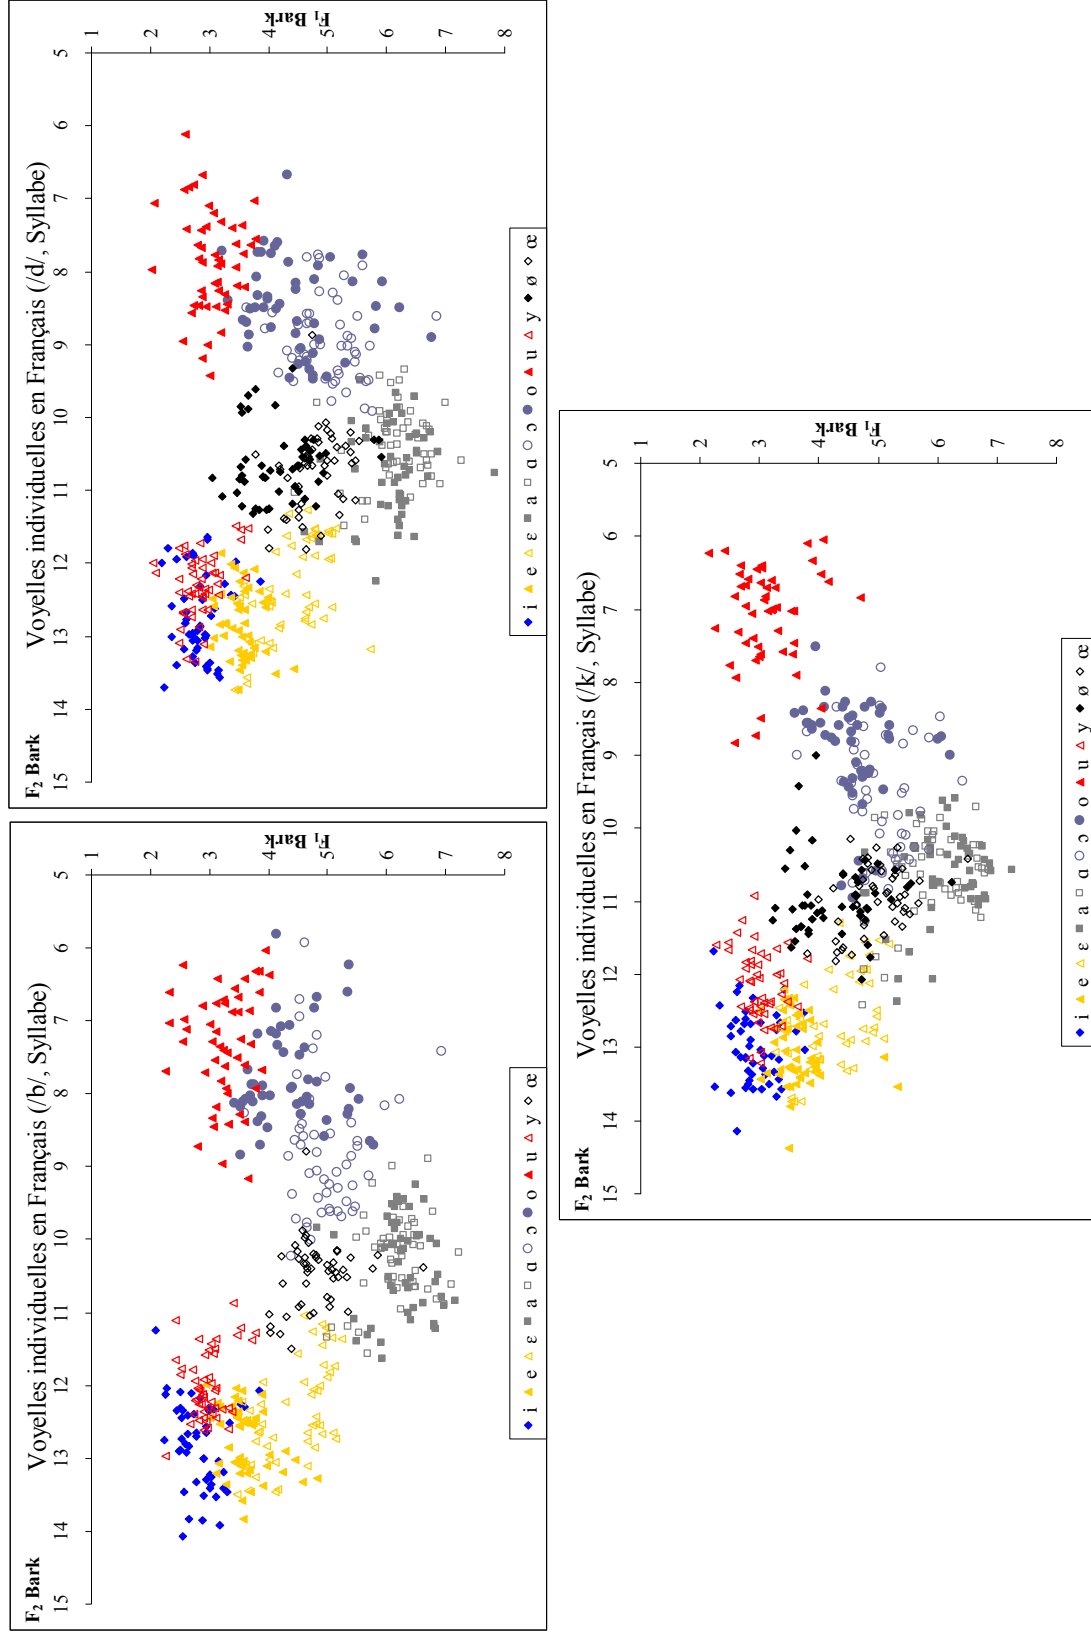 Voyelles individuelles en Français (/b/, Syllabe)
F₂ Bark
15 14 13 12 11 10 9 8 7 6 5
1
2
3
4
5
6
7
8
F₁ Bark
i e ɛ a ɑ ɔ o u y œ
Voyelles individuelles en Français (/d/, Syllabe)
F₂ Bark
15 14 13 12 11 10 9 8 7 6 5
1
2
3
4
5
6
7
8
F₁ Bark
i e ɛ a ɑ ɔ o u y ø œ
Voyelles individuelles en Français (/k/, Syllabe)
F₂ Bark
15 14 13 12 11 10 9 8 7 6 5
1
2
3
4
5
6
7
8
F₁ Bark
i e ɛ a ɑ ɔ o u y ø œ